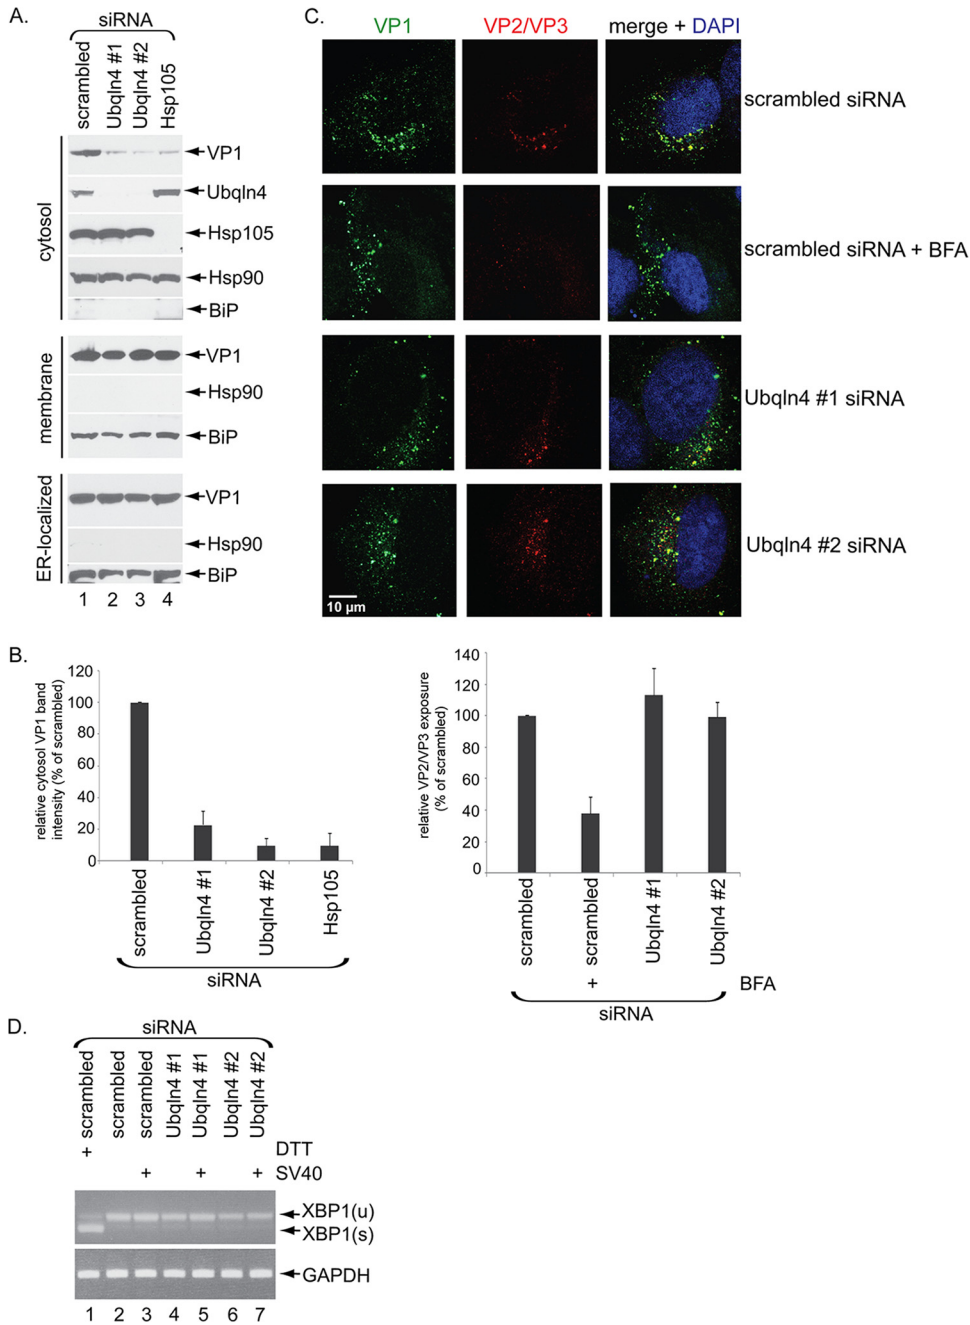 A.
siRNA
scrambled
Ubqln4 #1
Ubqln4 #2
Hsp105
cytosol
VP1
Ubqln4
Hsp105
Hsp90
BiP
membrane
VP1
Hsp90
BiP
ER-localized
VP1
Hsp90
BiP
1 2 3 4
C.
VP1 VP2/VP3 merge + DAPI
scrambled siRNA
scrambled siRNA + BFA
Ubqln4 #1 siRNA
Ubqln4 #2 siRNA
10 µm
B.
relative cytosol VP1 band
intensity (% of scrambled)
120
100
80
60
40
20
0
scrambled
Ubqln4 #1
Ubqln4 #2
Hsp105
siRNA
relative VP2/VP3 exposure
(% of scrambled)
140
120
100
80
60
40
20
0
scrambled
scrambled
Ubqln4 #1
Ubqln4 #2
+ BFA
siRNA
D.
siRNA
scrambled
scrambled
scrambled
Ubqln4 #1
Ubqln4 #1
Ubqln4 #2
Ubqln4 #2
+ DTT
+ + + SV40
XBP1(u)
XBP1(s)
GAPDH
1 2 3 4 5 6 7